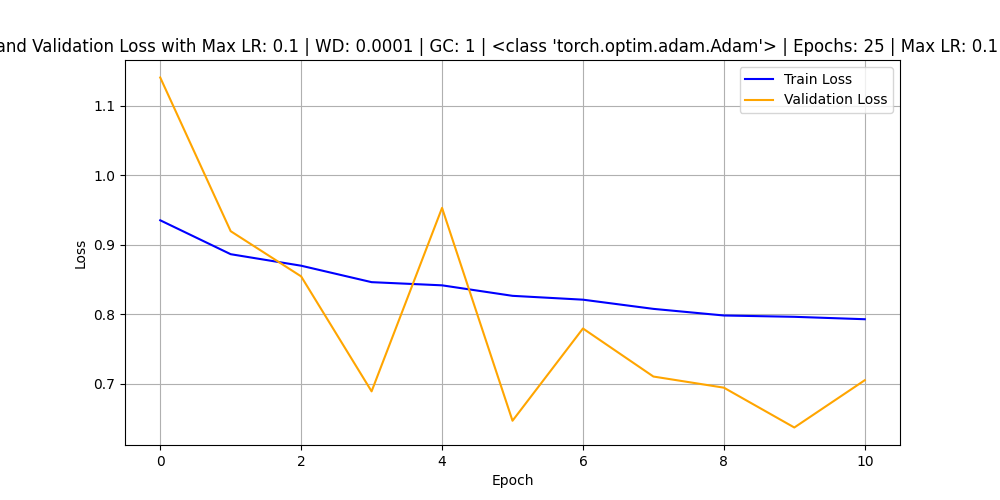 and Validation Loss with Max LR: 0.1 | WD: 0.0001 | GC: 1 | <class 'torch.optim.adam.Adam'> | Epochs: 25 | Max LR: 0.1
Train Loss
Validation Loss
1.1
1.0
0.9
0.8
0.7
Loss
0 2 4 6 8 10
Epoch